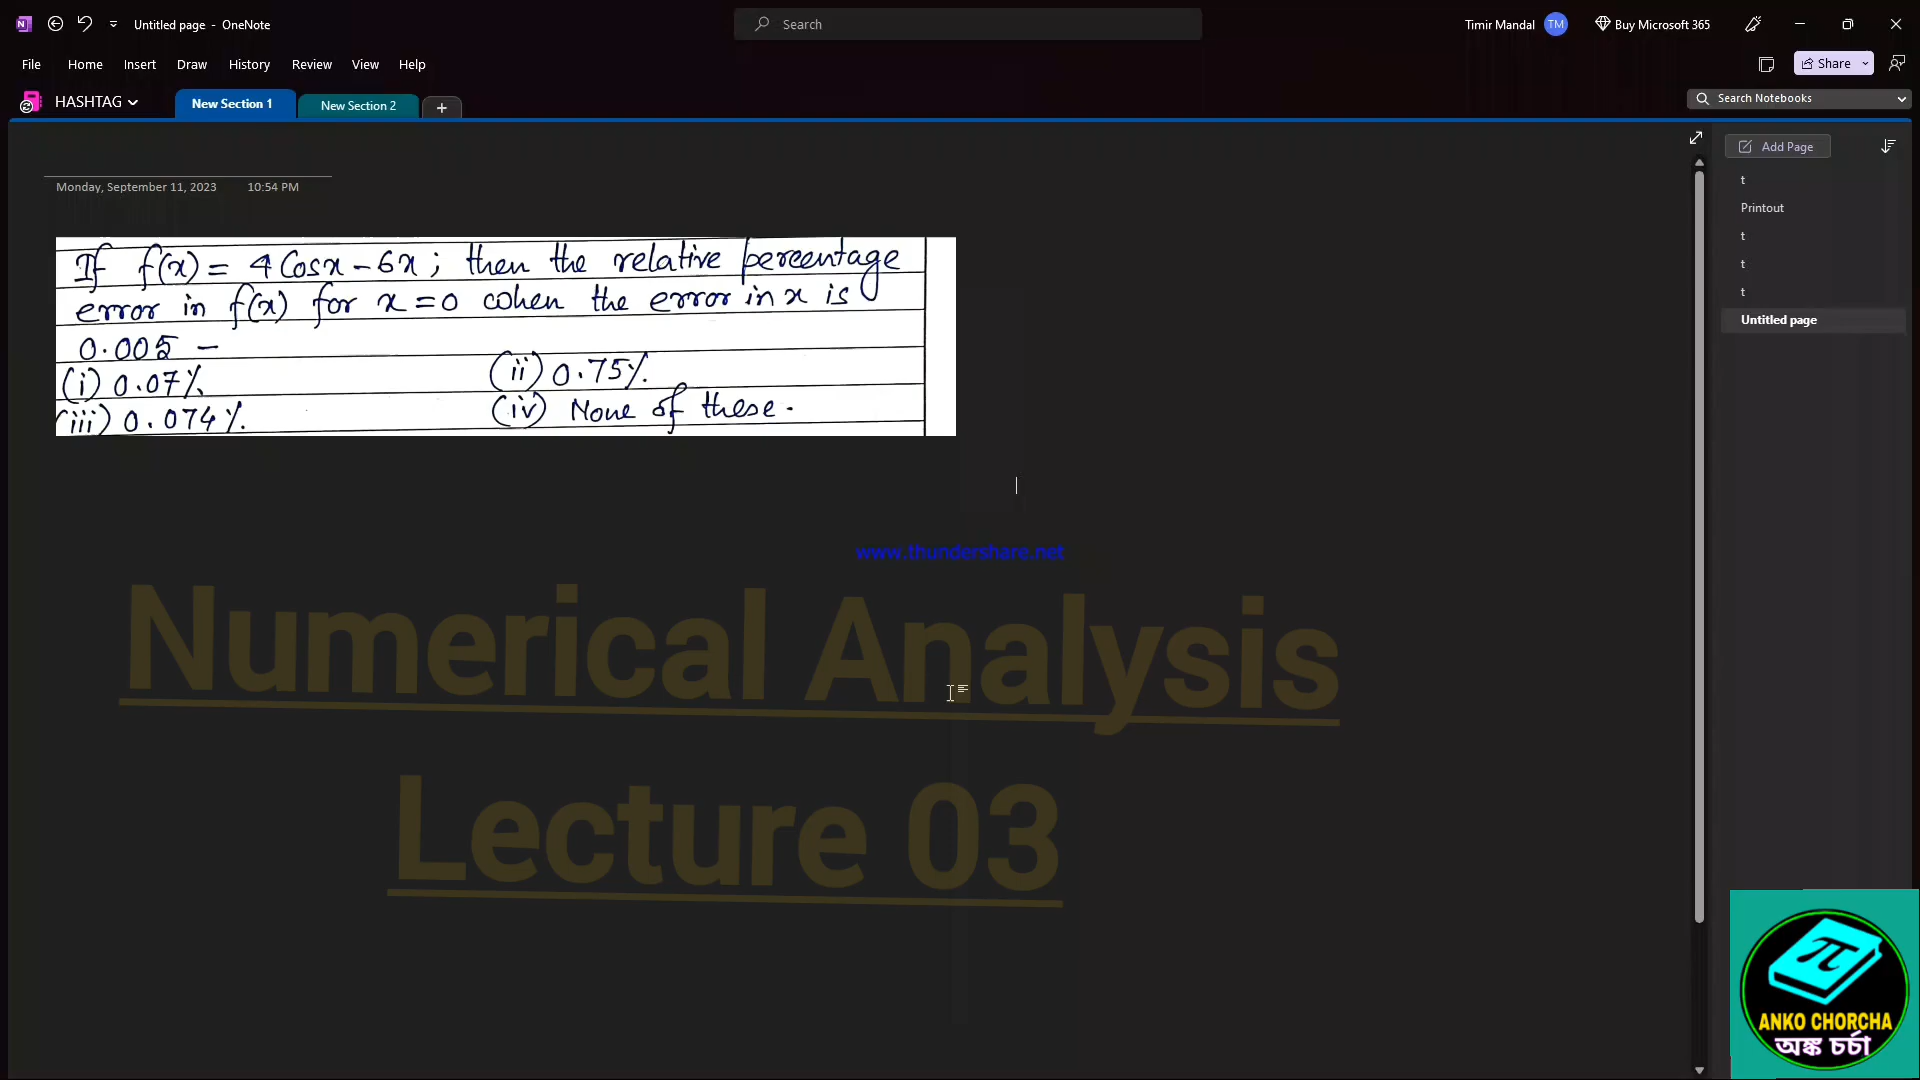 Untitled page - OneNote
Search
Timir Mandal TM Buy Microsoft 365
File Home Insert Draw History Review View Help
Share
HASHTAG New Section 1 New Section 2 +
Search Notebooks
Add Page
Monday, September 11, 2023 10:54 PM
If f(x) = 4 Cosx - 6x ; then the relative percentage
error in f(x) for x = 0 when the error in x is
0.005 -
(i) 0.07% (ii) 0.75%
(iii) 0.074% (iv) None of these.
t
Printout
t
t
t
Untitled page
www.thundershare.net
Numerical Analysis
Lecture 03
π
ANKO CHORCHA
অঙ্ক চর্চা